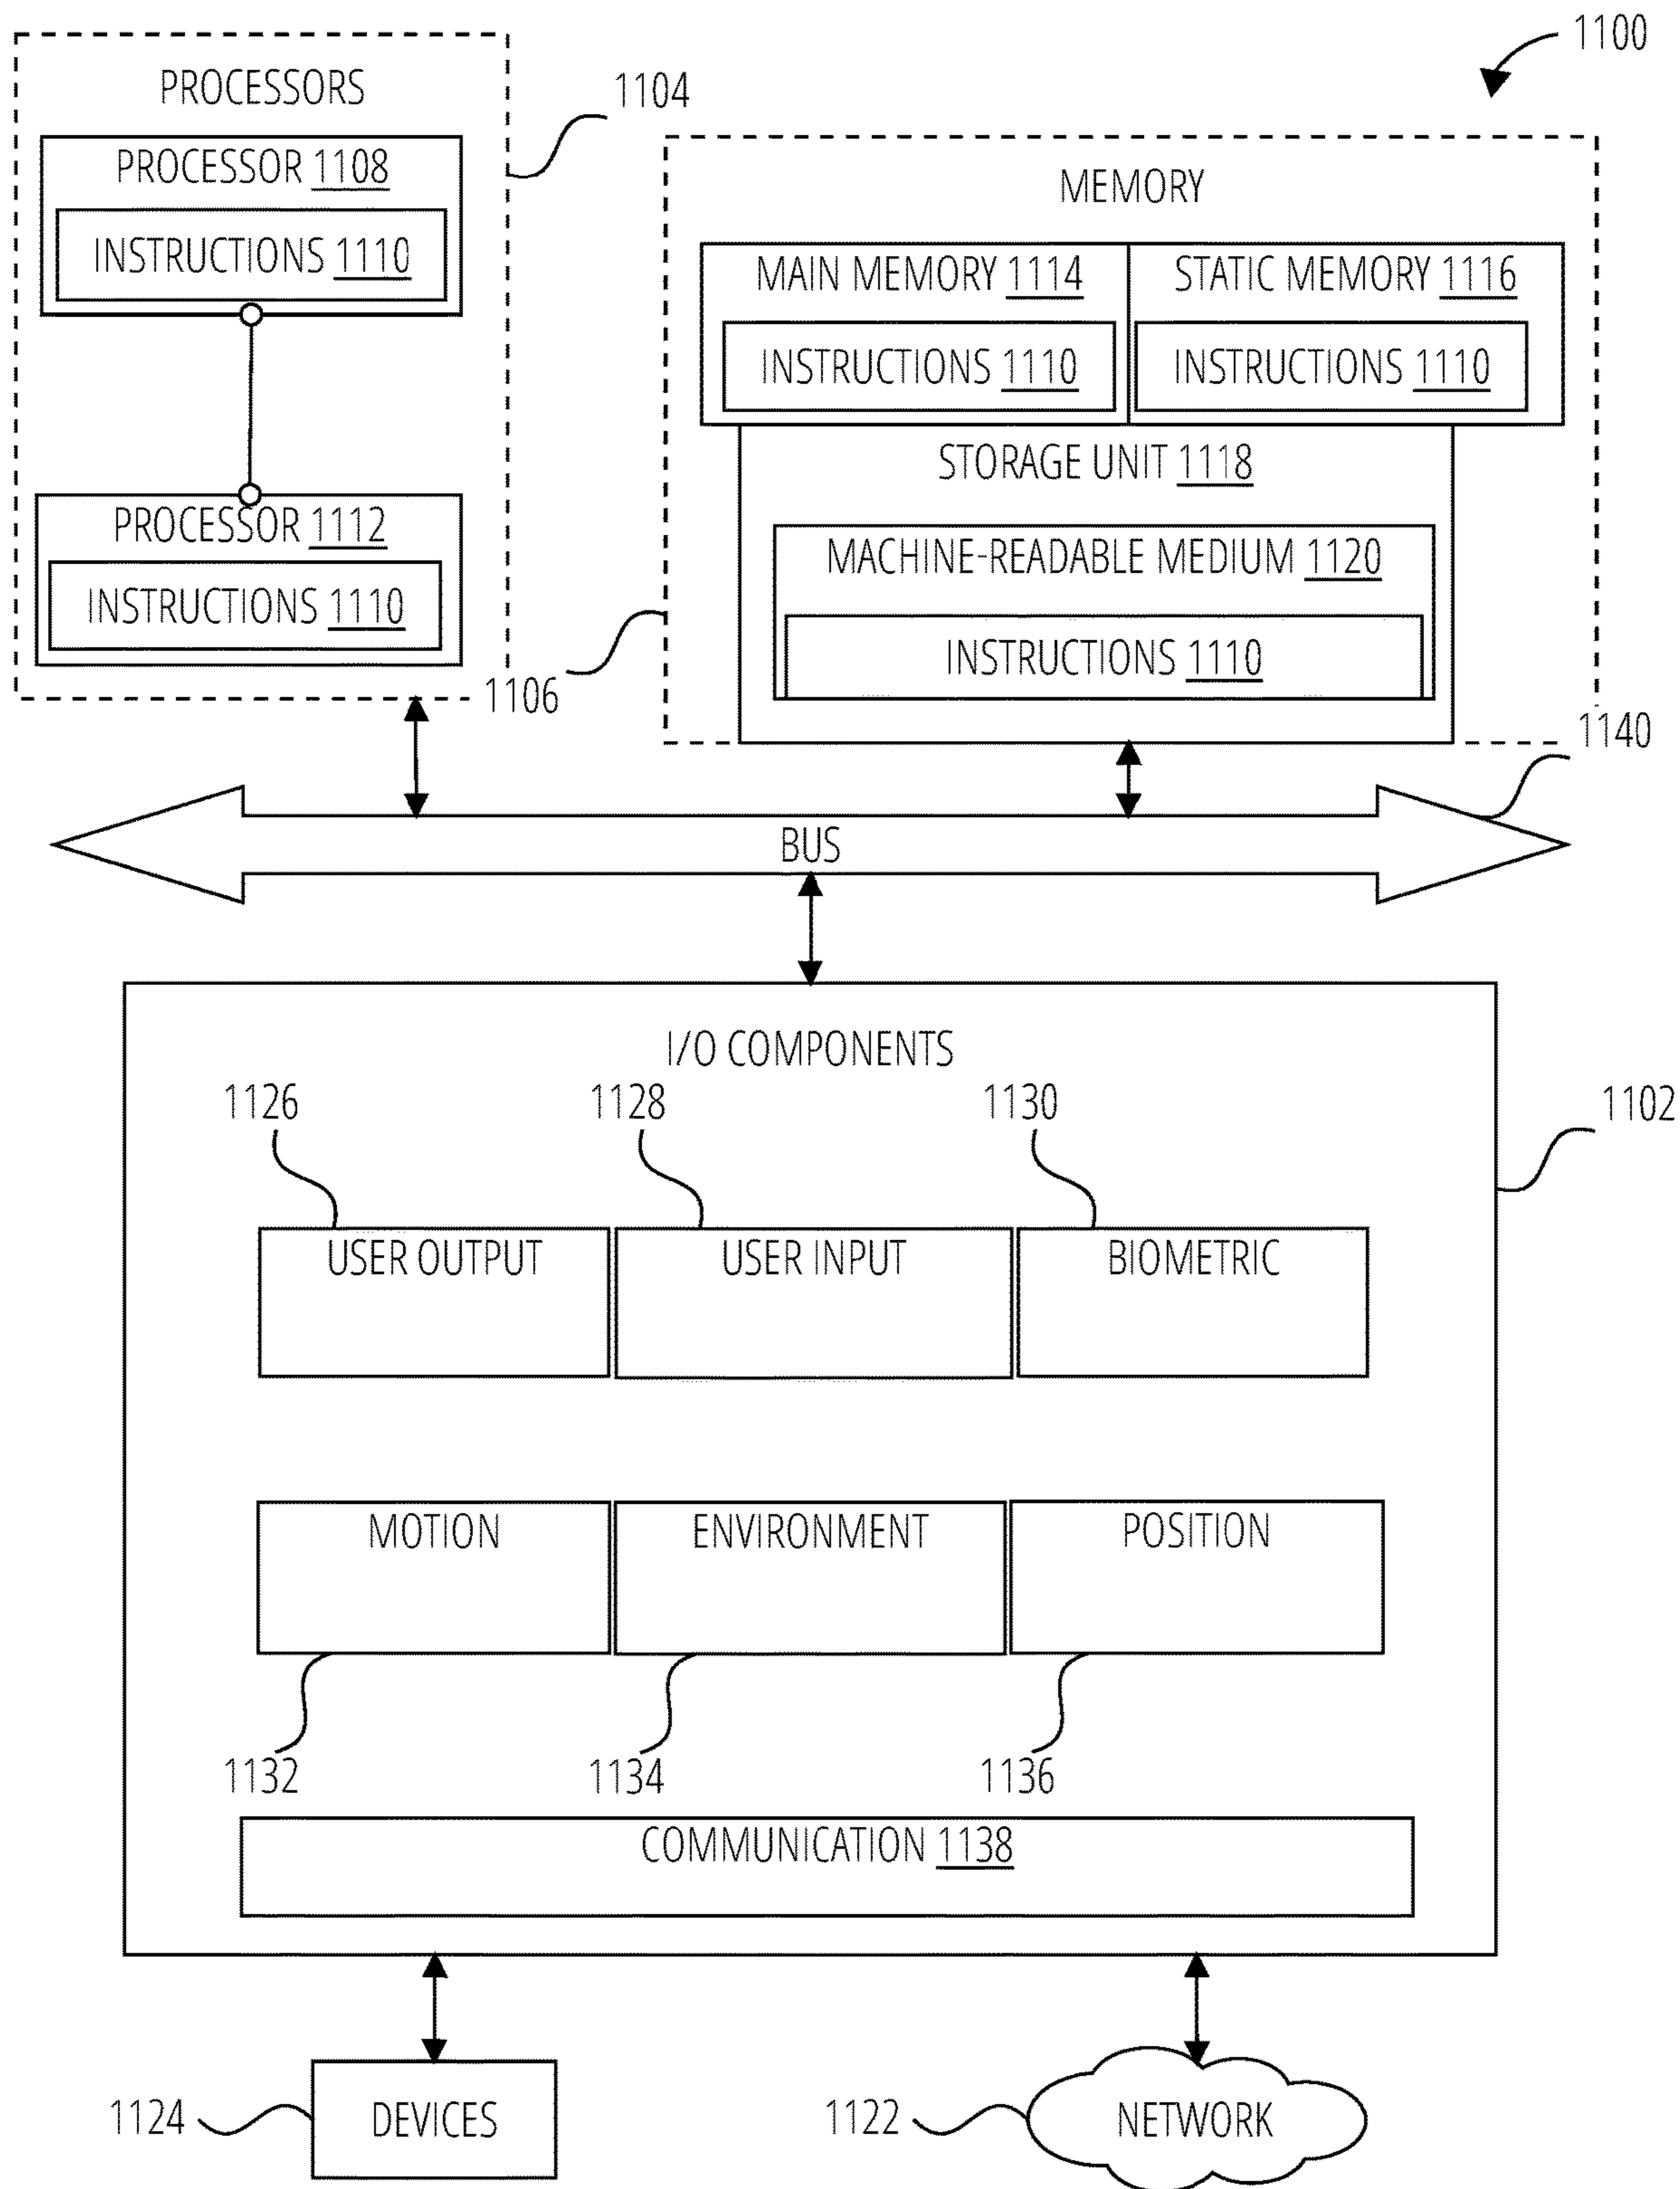 1100
PROCESSORS
1104
PROCESSOR 1108
MEMORY
INSTRUCTIONS 1110
MAIN MEMORY 1114
STATIC MEMORY 1116
INSTRUCTIONS 1110
INSTRUCTIONS 1110
STORAGE UNIT 1118
PROCESSOR 1112
MACHINE-READABLE MEDIUM 1120
INSTRUCTIONS 1110
INSTRUCTIONS 1110
1106
1140
BUS
I/O COMPONENTS
1126
1128
1130
1102
USER OUTPUT
USER INPUT
BIOMETRIC
MOTION
ENVIRONMENT
POSITION
1132
1134
1136
COMMUNICATION 1138
1124
DEVICES
1122
NETWORK